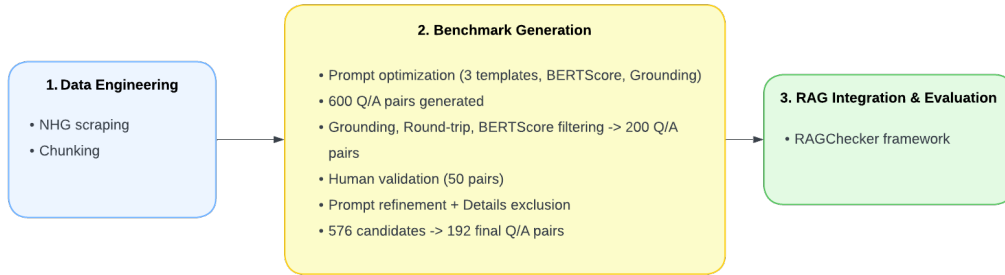 1. Data Engineering
• NHG scraping
• Chunking
2. Benchmark Generation
• Prompt optimization (3 templates, BERTScore, Grounding)
• 600 Q/A pairs generated
• Grounding, Round-trip, BERTScore filtering -> 200 Q/A
pairs
• Human validation (50 pairs)
• Prompt refinement + Details exclusion
• 576 candidates -> 192 final Q/A pairs
3. RAG Integration & Evaluation
• RAGChecker framework